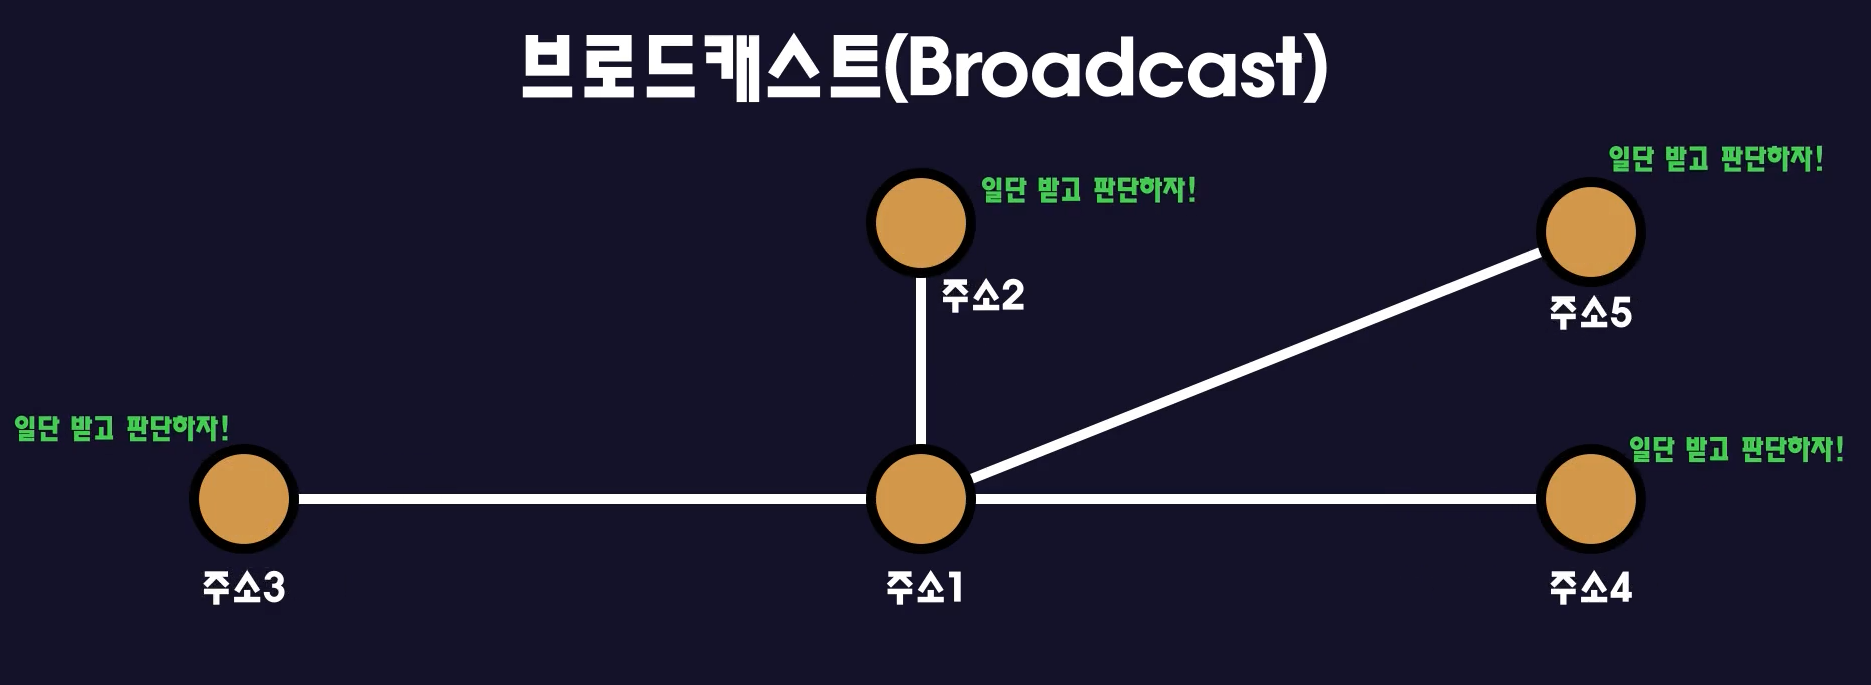 브로드캐스트(Broadcast)
일단 받고 판단하자!
일단 받고 판단하자!
주소2
주소5
일단 받고 판단하자!
일단 받고 판단하자!
주소3
주소1
주소4